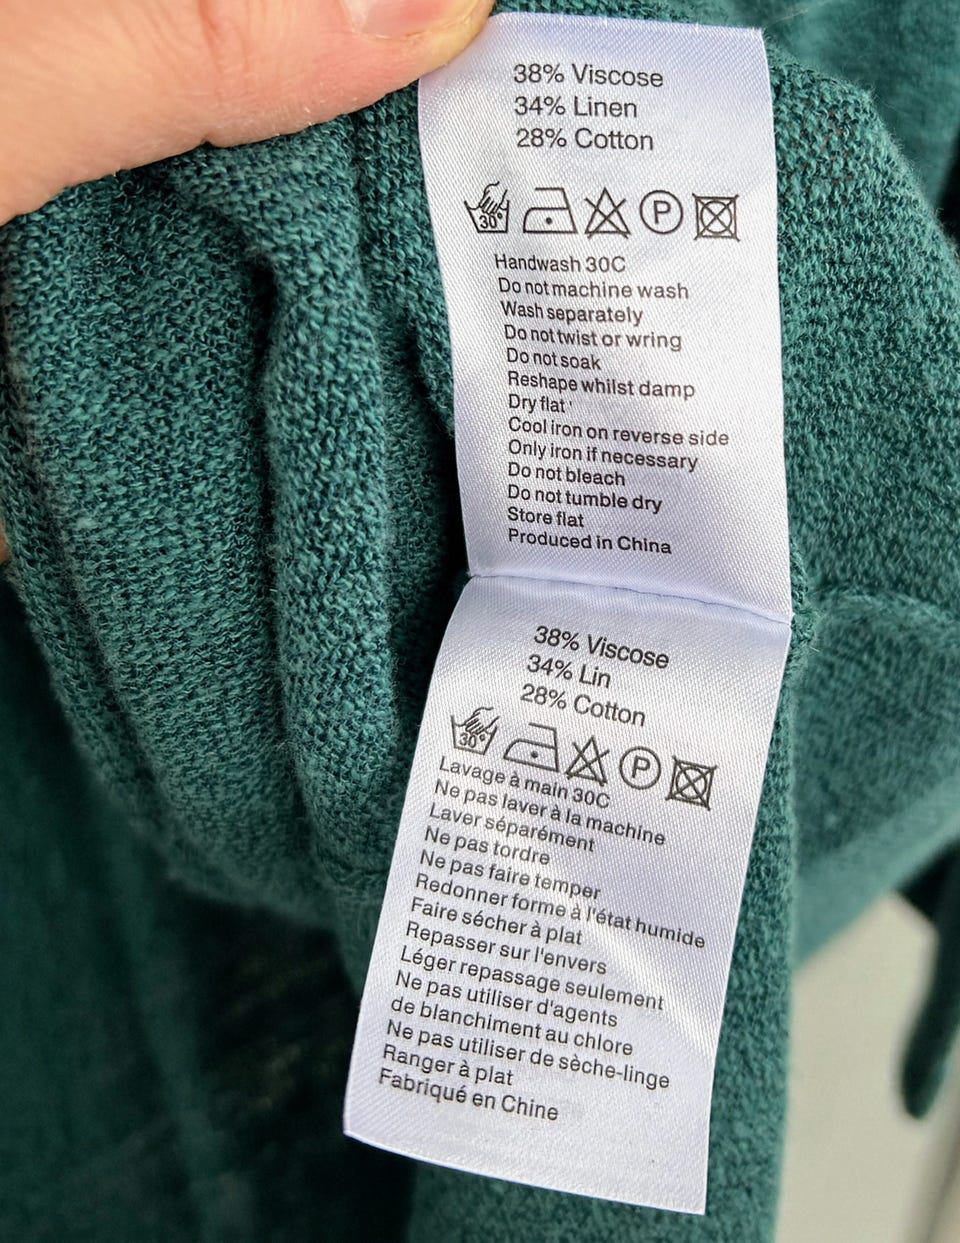 38% Viscose
34% Linen
28% Cotton
30° P
Handwash 30C
Do not machine wash
Wash separately
Do not twist or wring
Do not soak
Reshape whilst damp
Dry flat
Cool iron on reverse side
Only iron if necessary
Do not bleach
Do not tumble dry
Store flat
Produced in China
38% Viscose
34% Lin
28% Cotton
30° P
Lavage à main 30C
Ne pas laver à la machine
Laver séparément
Ne pas tordre
Ne pas faire temper
Redonner forme à l'état humide
Faire sécher à plat
Repasser sur l'envers
Léger repassage seulement
Ne pas utiliser d'agents
de blanchiment au chlore
Ne pas utiliser de sèche-linge
Ranger à plat
Fabriqué en Chine